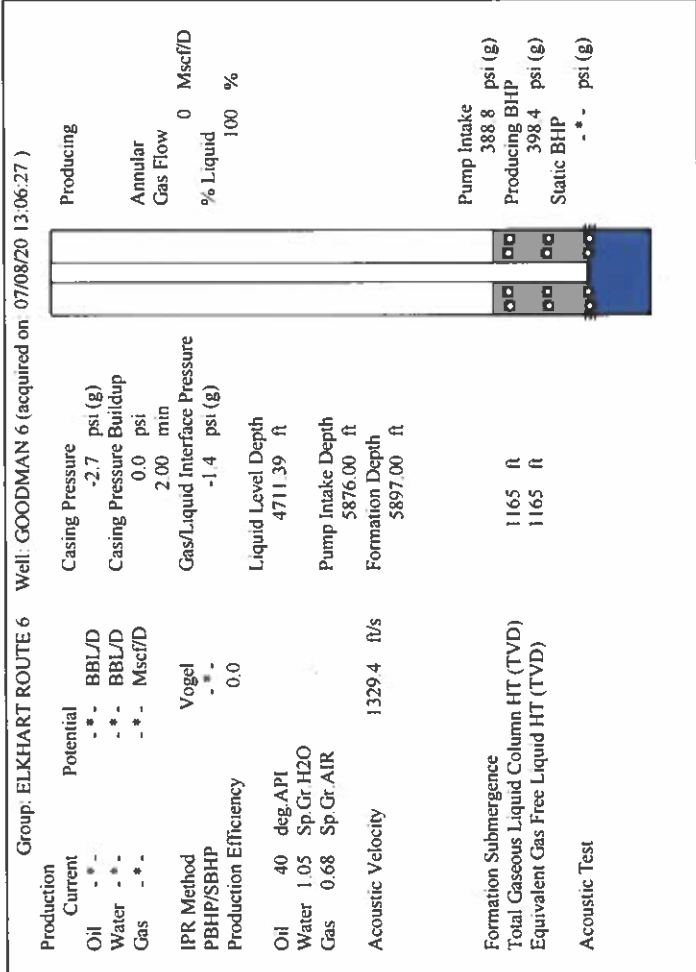 Group: ELKHART ROUTE 6 Well: GOODMAN 6 (acquired on: 07/08/20 13:06:27 )
Production
Current Potential
Oil - * - - * - BBL/D
Water - * - - * - BBL/D
Gas - * - - * - Mscf/D
IPR Method Vogel
PBHP/SBHP - * -
Production Efficiency 0.0
Oil 40 deg.API
Water 1.05 Sp.Gr.H2O
Gas 0.68 Sp.Gr.AIR
Acoustic Velocity 1329.4 ft/s
Formation Submergence
Total Gaseous Liquid Column HT (TVD) 1165 ft
Equivalent Gas Free Liquid HT (TVD) 1165 ft
Acoustic Test
Casing Pressure
-2.7 psi (g)
Casing Pressure Buildup
0.0 psi
2.00 min
Gas/Liquid Interface Pressure
-1.4 psi (g)
Liquid Level Depth
4711.39 ft
Pump Intake Depth
5876.00 ft
Formation Depth
5897.00 ft
Producing
Annular
Gas Flow
0 Mscf/D
% Liquid
100 %
Pump Intake
388.8 psi (g)
Producing BHP
398.4 psi (g)
Static BHP
- * - psi (g)